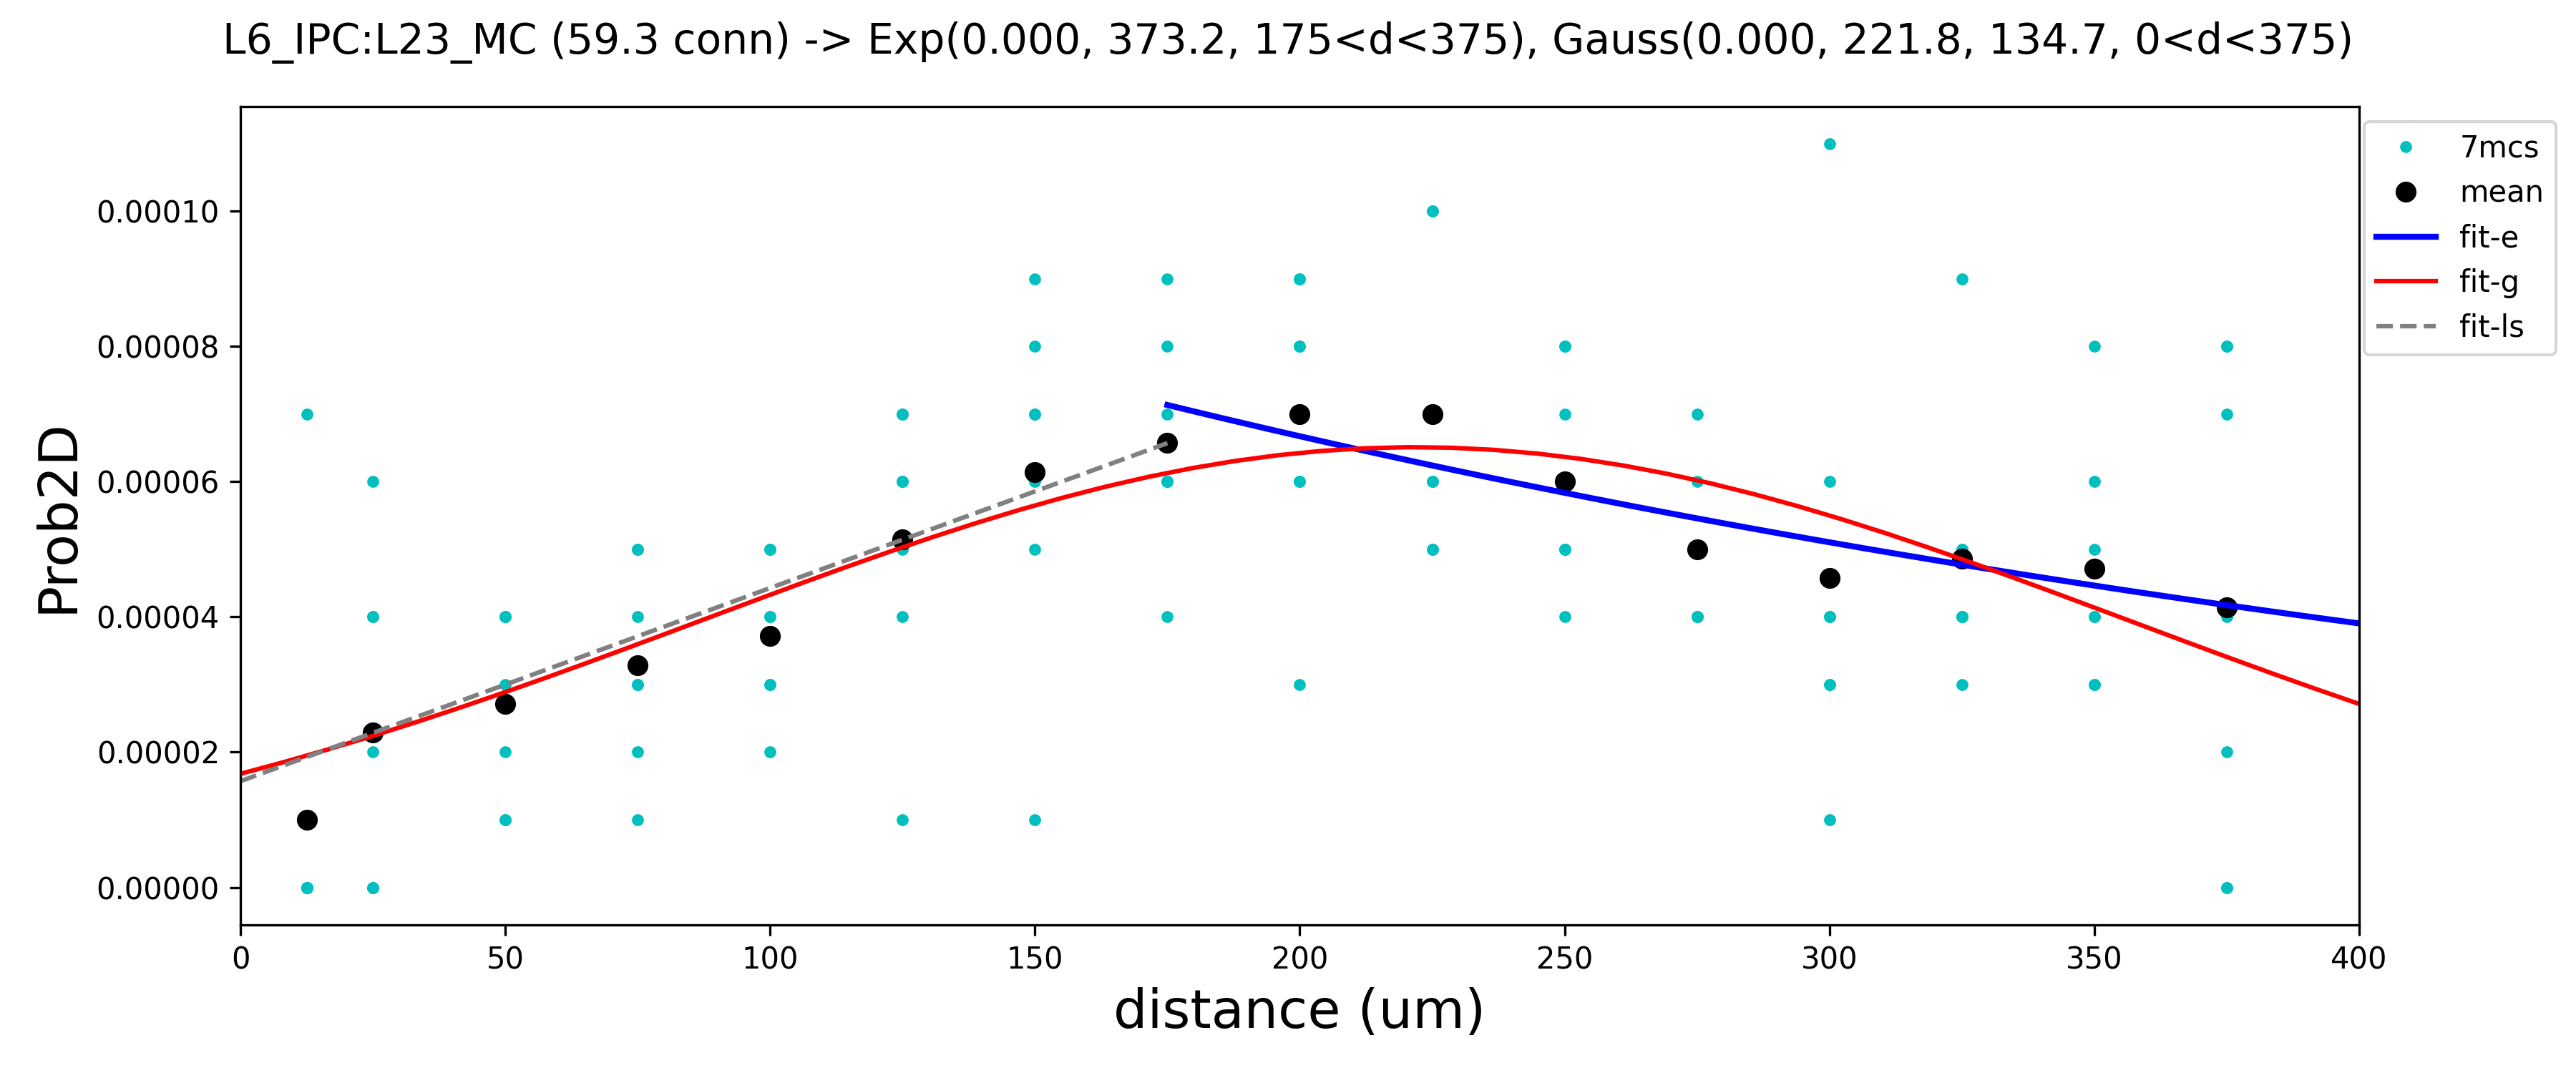 L6_IPC:L23_MC (59.3 conn) -> Exp(0.000, 373.2, 175<d<375), Gauss(0.000, 221.8, 134.7, 0<d<375)
7mcs
mean
fit-e
fit-g
fit-ls
Prob2D
0.00010
0.00008
0.00006
0.00004
0.00002
0.00000
0 50 100 150 200 250 300 350 400
distance (um)